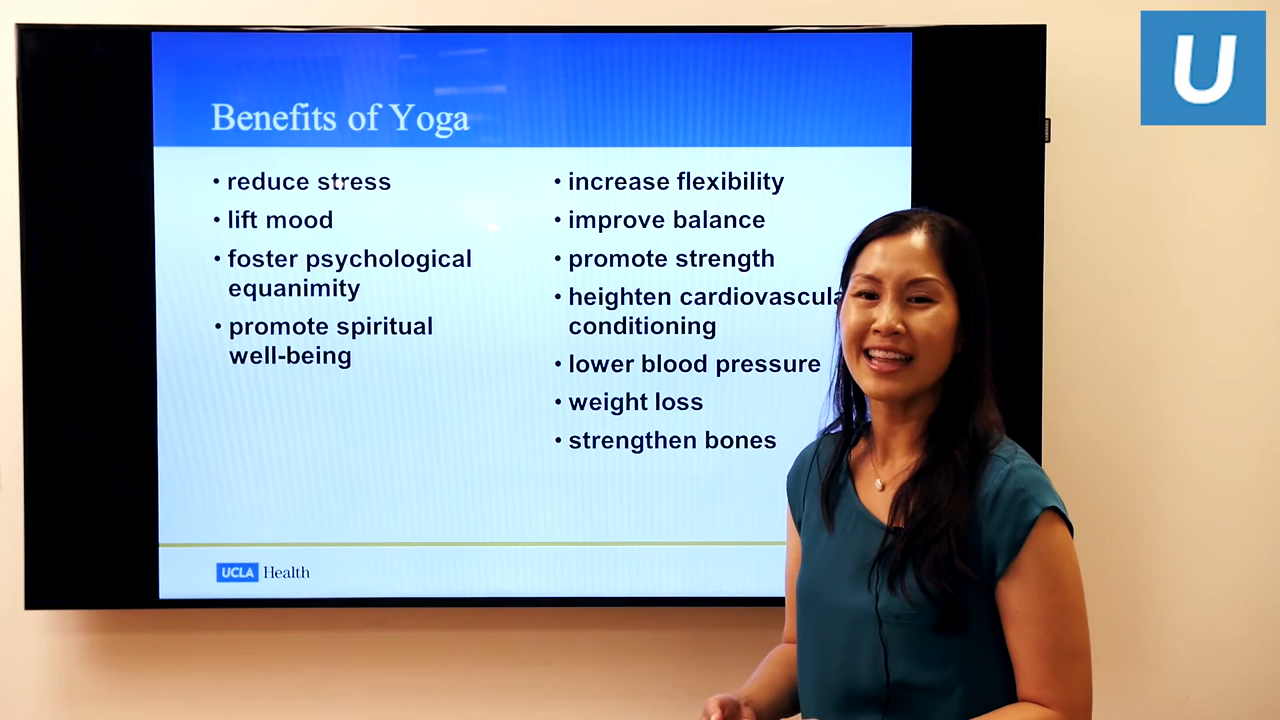 U
Benefits of Yoga
• reduce stress
• lift mood
• foster psychological
equanimity
• promote spiritual
well-being
• increase flexibility
• improve balance
• promote strength
• heighten cardiovascula
conditioning
• lower blood pressure
• weight loss
• strengthen bones
UCLA Health